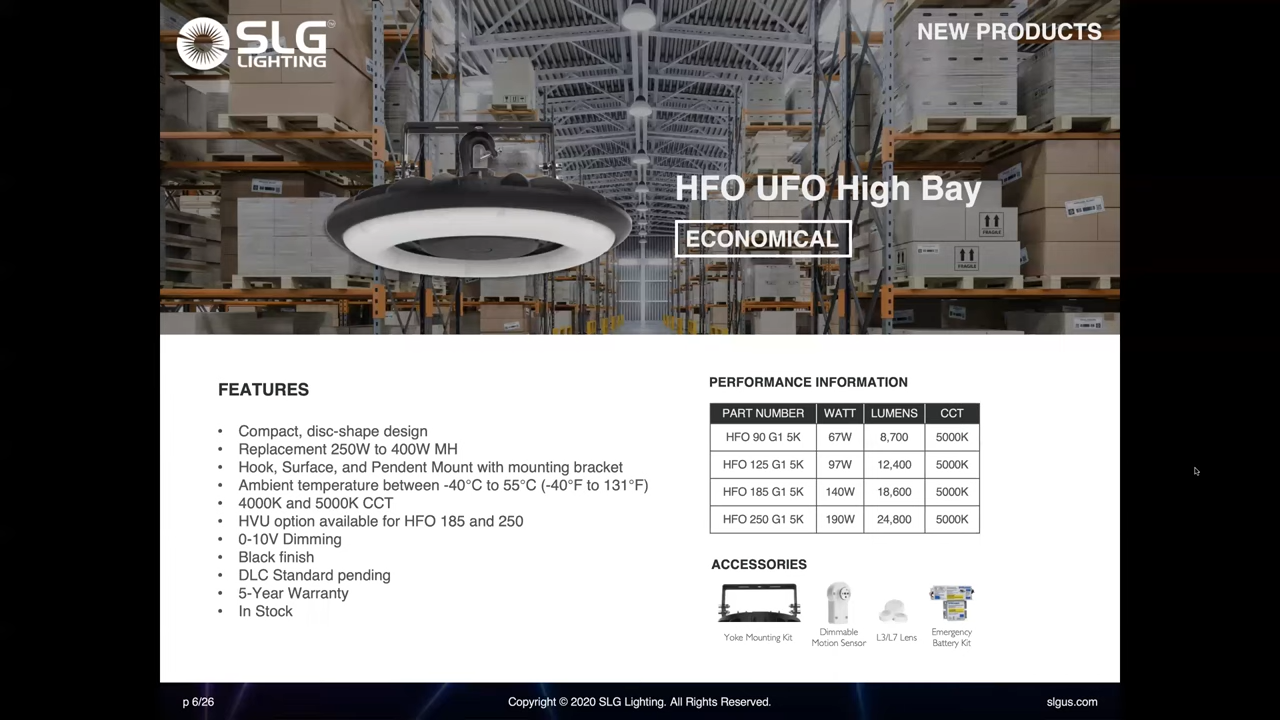 SLG
LIGHTING
NEW PRODUCTS
HFO UFO High Bay
ECONOMICAL
FRAGILE
FRAGILE
FEATURES
• Compact, disc-shape design
• Replacement 250W to 400W MH
• Hook, Surface, and Pendent Mount with mounting bracket
• Ambient temperature between -40°C to 55°C (-40°F to 131°F)
• 4000K and 5000K CCT
• HVU option available for HFO 185 and 250
• 0-10V Dimming
• Black finish
• DLC Standard pending
• 5-Year Warranty
• In Stock
PERFORMANCE INFORMATION
PART NUMBER WATT LUMENS CCT
HFO 90 G1 5K 67W 8,700 5000K
HFO 125 G1 5K 97W 12,400 5000K
HFO 185 G1 5K 140W 18,600 5000K
HFO 250 G1 5K 190W 24,800 5000K
ACCESSORIES
Yoke Mounting Kit
Dimmable
Motion Sensor
L3/L7 Lens
Emergency
Battery Kit
p 6/26
Copyright © 2020 SLG Lighting. All Rights Reserved.
slgus.com